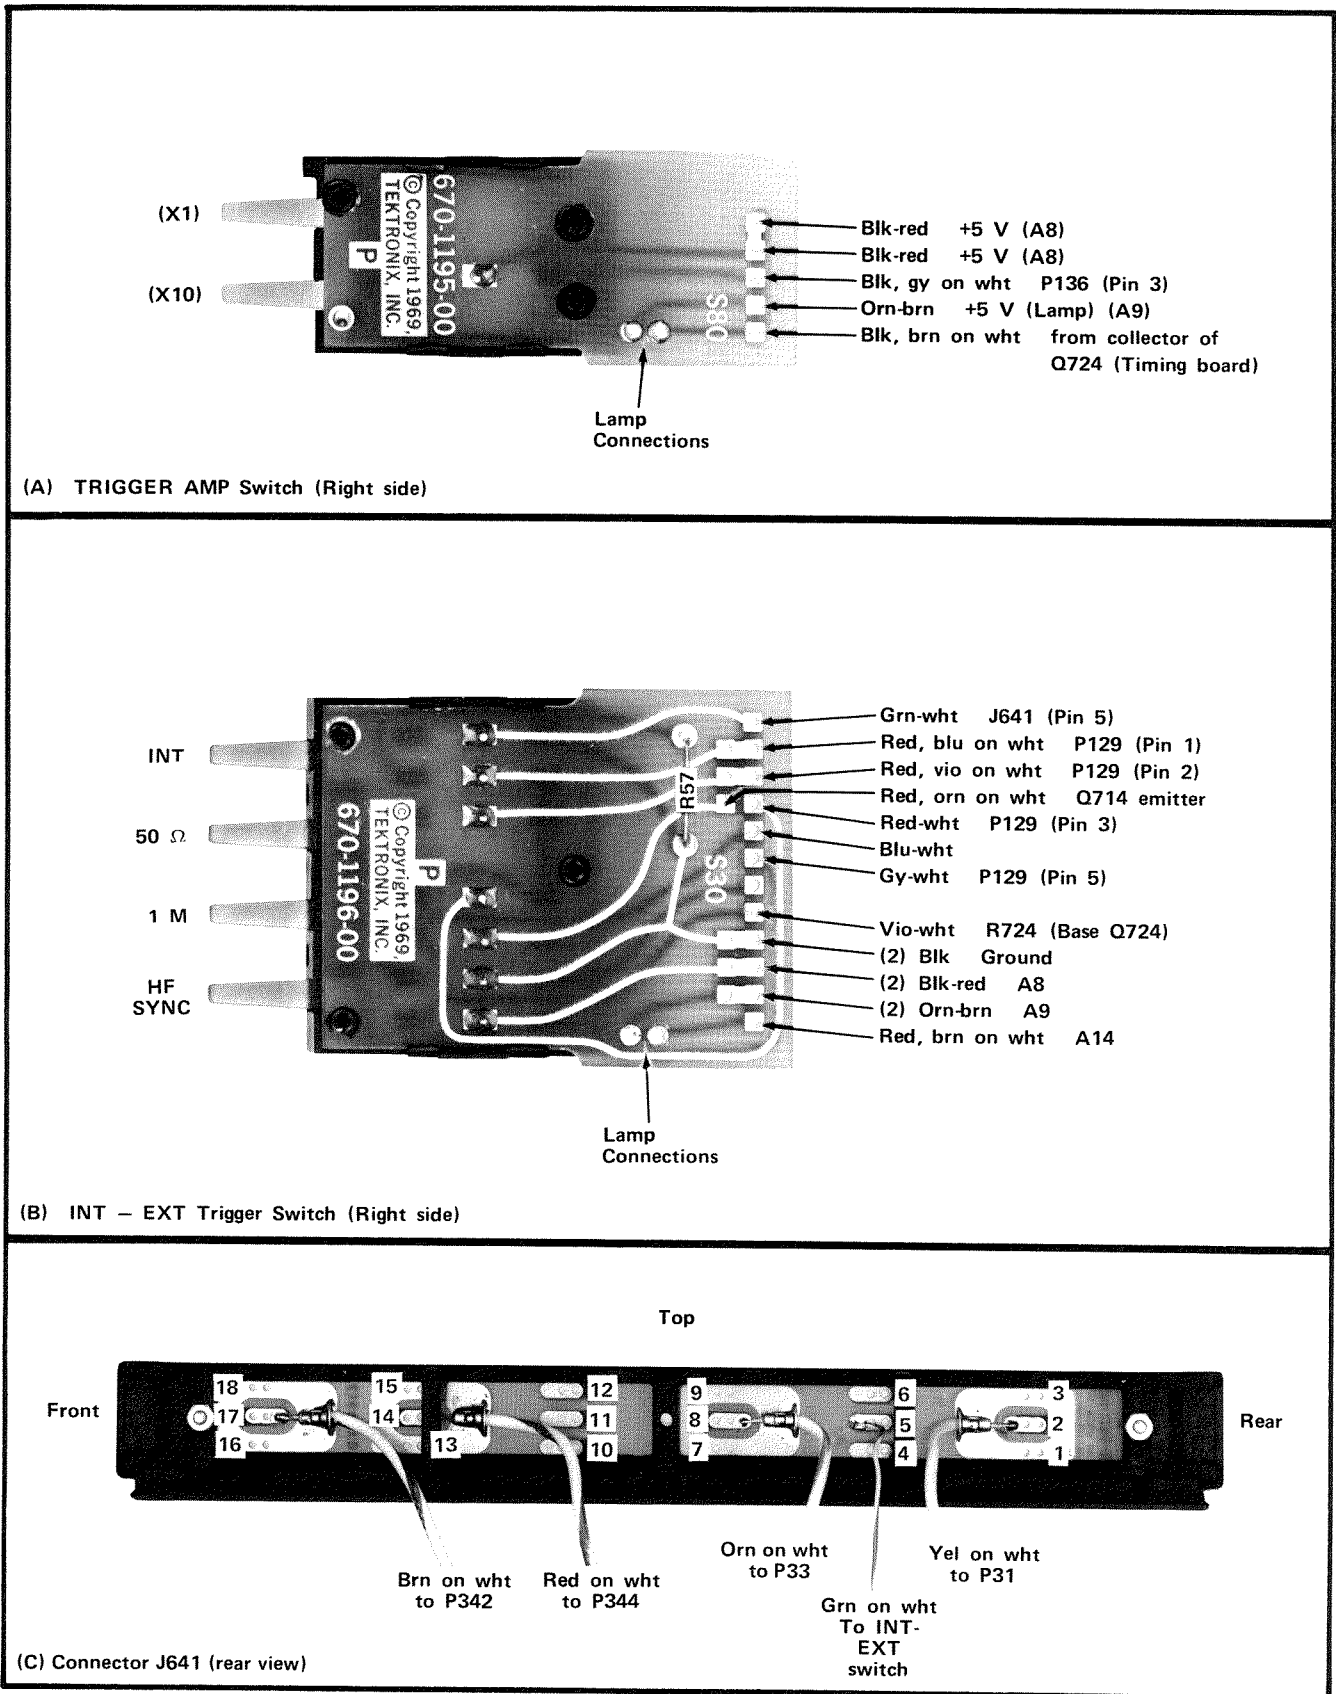 (X1)
(X10)
© Copyright 1969,
TEKTRONIX, INC.
P
670-1195-00
S80
Blk-red +5 V (A8)
Blk-red +5 V (A8)
Blk, gy on wht P136 (Pin 3)
Orn-brn +5 V (Lamp) (A9)
Blk, brn on wht from collector of
Q724 (Timing board)
Lamp
Connections
(A) TRIGGER AMP Switch (Right side)
INT
50 Ω
1 M
HF
SYNC
© Copyright 1969,
TEKTRONIX, INC.
P
670-1196-00
R57
S30
Grn-wht J641 (Pin 5)
Red, blu on wht P129 (Pin 1)
Red, vio on wht P129 (Pin 2)
Red, orn on wht Q714 emitter
Red-wht P129 (Pin 3)
Blu-wht
Gy-wht P129 (Pin 5)
Vio-wht R724 (Base Q724)
(2) Blk Ground
(2) Blk-red A8
(2) Orn-brn A9
Red, brn on wht A14
Lamp
Connections
(B) INT – EXT Trigger Switch (Right side)
Top
Front
18 15 12 9 6 3
17 14 11 8 5 2
16 13 10 7 4 1
Rear
Brn on wht
to P342
Red on wht
to P344
Orn on wht
to P33
Grn on wht
To INT-
EXT
switch
Yel on wht
to P31
(C) Connector J641 (rear view)